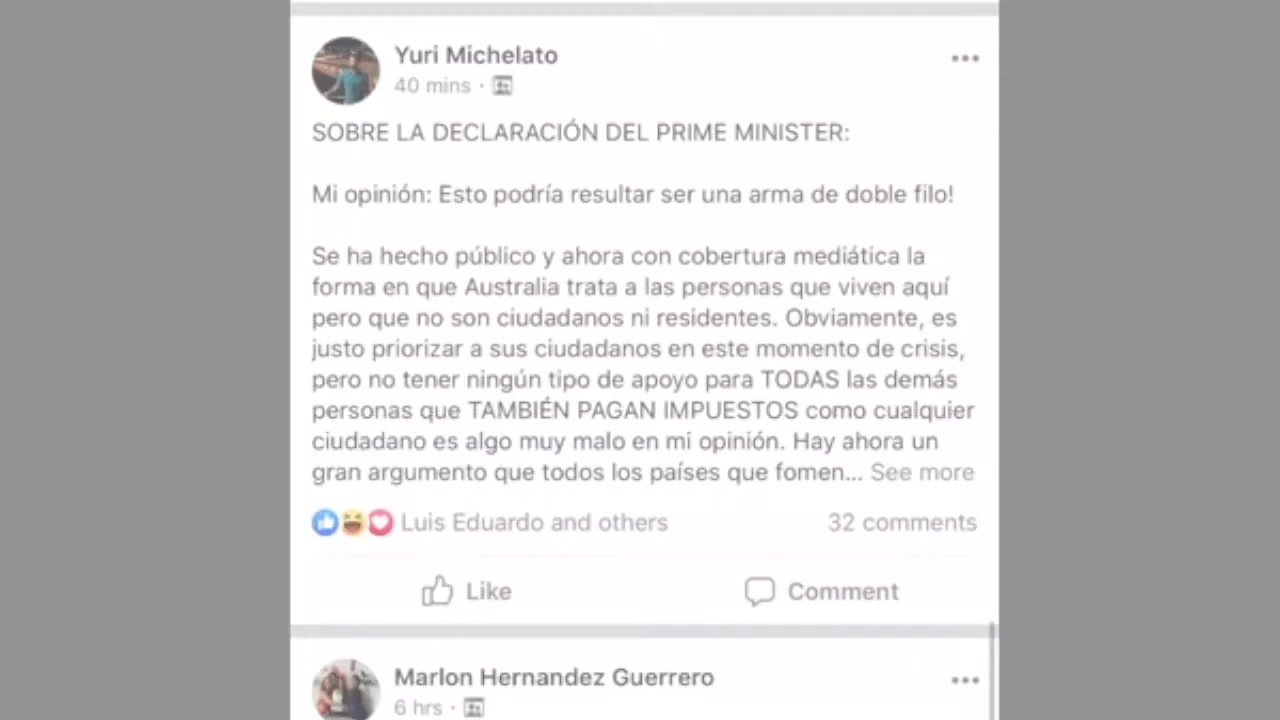 Yuri Michelato
40 mins ·
SOBRE LA DECLARACIÓN DEL PRIME MINISTER:
Mi opinión: Esto podría resultar ser una arma de doble filo!
Se ha hecho público y ahora con cobertura mediática la
forma en que Australia trata a las personas que viven aquí
pero que no son ciudadanos ni residentes. Obviamente, es
justo priorizar a sus ciudadanos en este momento de crisis,
pero no tener ningún tipo de apoyo para TODAS las demás
personas que TAMBIÉN PAGAN IMPUESTOS como cualquier
ciudadano es algo muy malo en mi opinión. Hay ahora un
gran argumento que todos los países que fomen... See more
Luis Eduardo and others 32 comments
Like Comment
Marlon Hernandez Guerrero
6 hrs ·